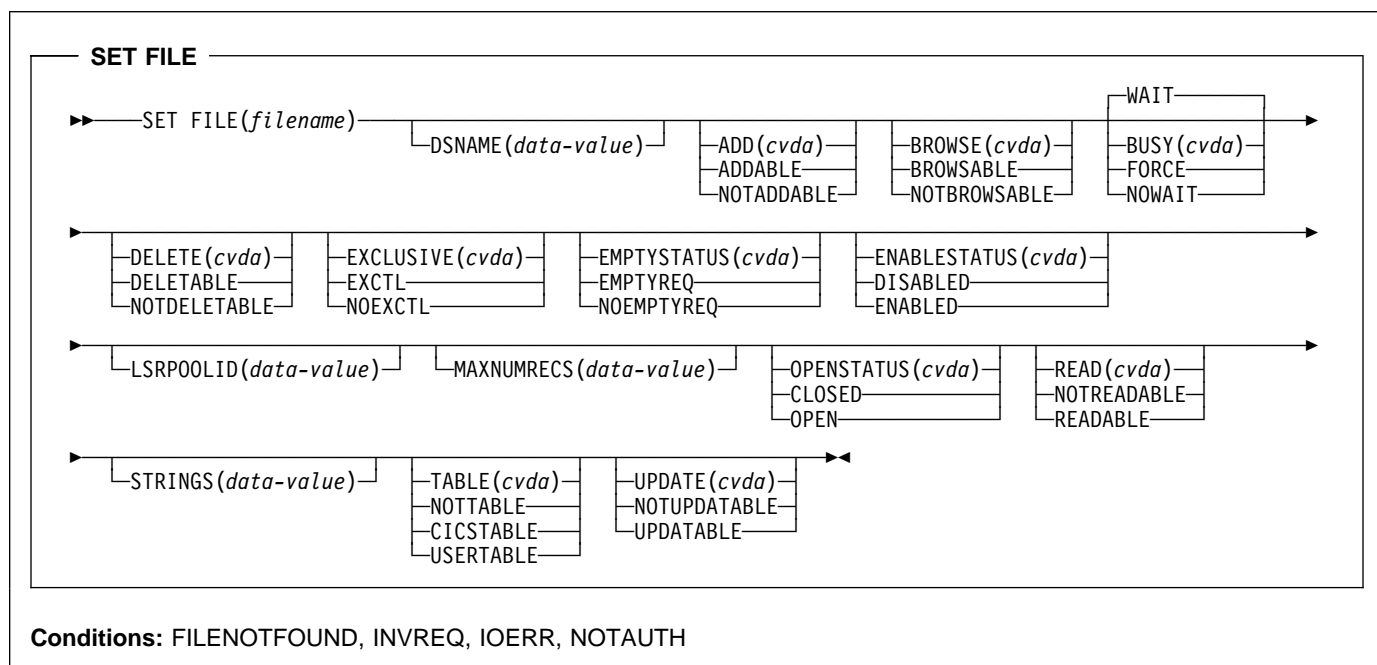 SET FILE
WAIT
SET FILE(filename)
DSNAME(data-value) ADD(cvda) BROWSE(cvda) BUSY(cvda)
ADDABLE BROWSABLE FORCE
NOTADDABLE NOTBROWSABLE NOWAIT
DELETE(cvda) EXCLUSIVE(cvda) EMPTYSTATUS(cvda) ENABLESTATUS(cvda)
DELETABLE EXCTL EMPTYREQ DISABLED
NOTDELETABLE NOEXCTL NOEMPTYREQ ENABLED
LSRPOOLID(data-value) MAXNUMRECS(data-value) OPENSTATUS(cvda) READ(cvda)
CLOSED NOTREADABLE
OPEN READABLE
STRINGS(data-value) TABLE(cvda) UPDATE(cvda)
NOTTABLE NOTUPDATABLE
CICSTABLE UPDATABLE
USERTABLE
Conditions: FILENOTFOUND, INVREQ, IOERR, NOTAUTH